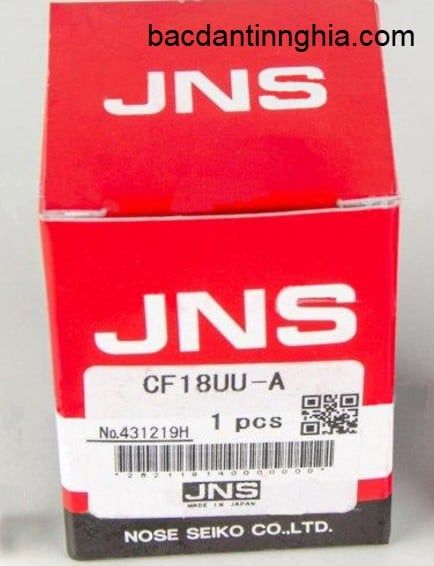 bacdantinnghia.com
JNS
JNS
CF18UU-A
No.431219H 1 pcs
JNS
MADE IN JAPAN
NOSE SEIKO CO.,LTD.